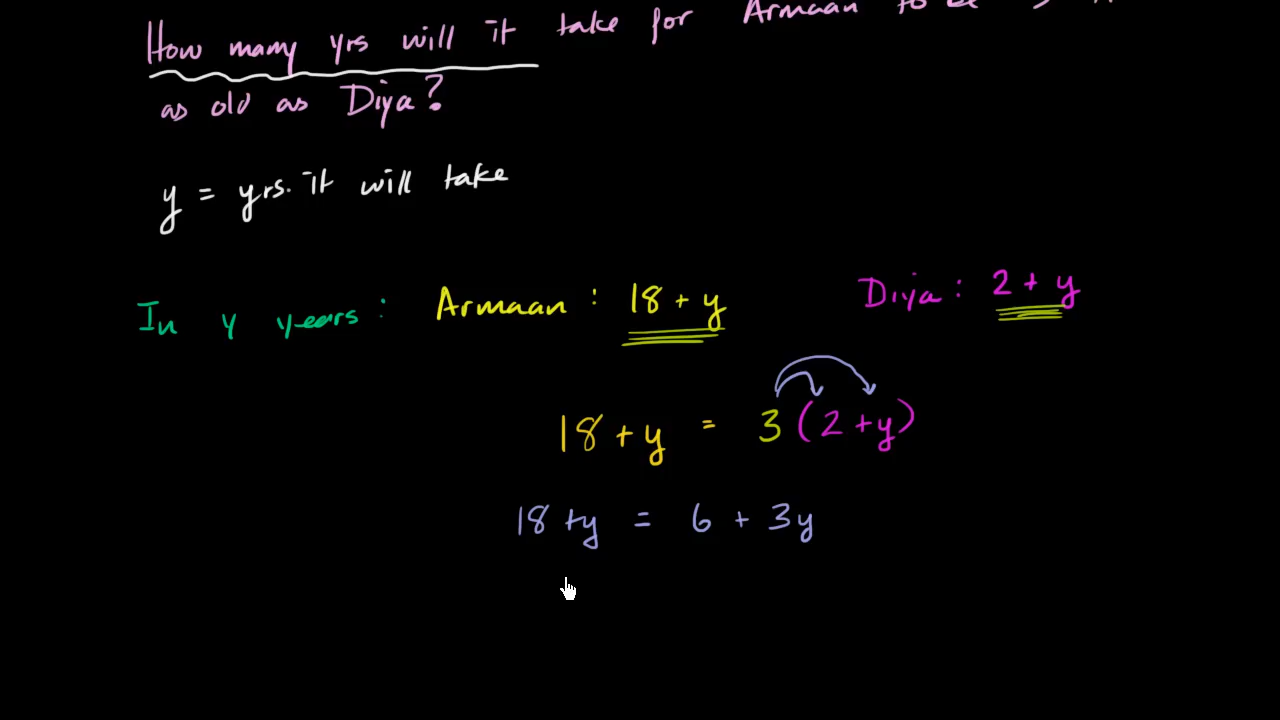 How many yrs will it take for Armaan to be
as old as Diya?
y = yrs. it will take
In y years: Armaan: 18 + y Diya: 2 + y
18 + y = 3 (2 + y)
18 + y = 6 + 3y